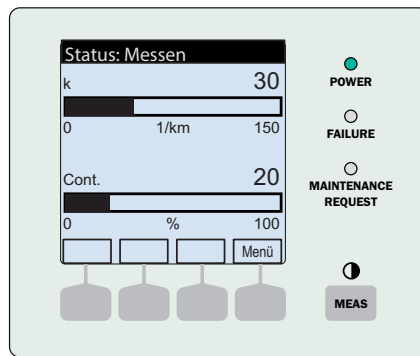 Status: Messen
k 30
0 1/km 150
Cont. 20
0 % 100
Menü
POWER
FAILURE
MAINTENANCE
REQUEST
MEAS